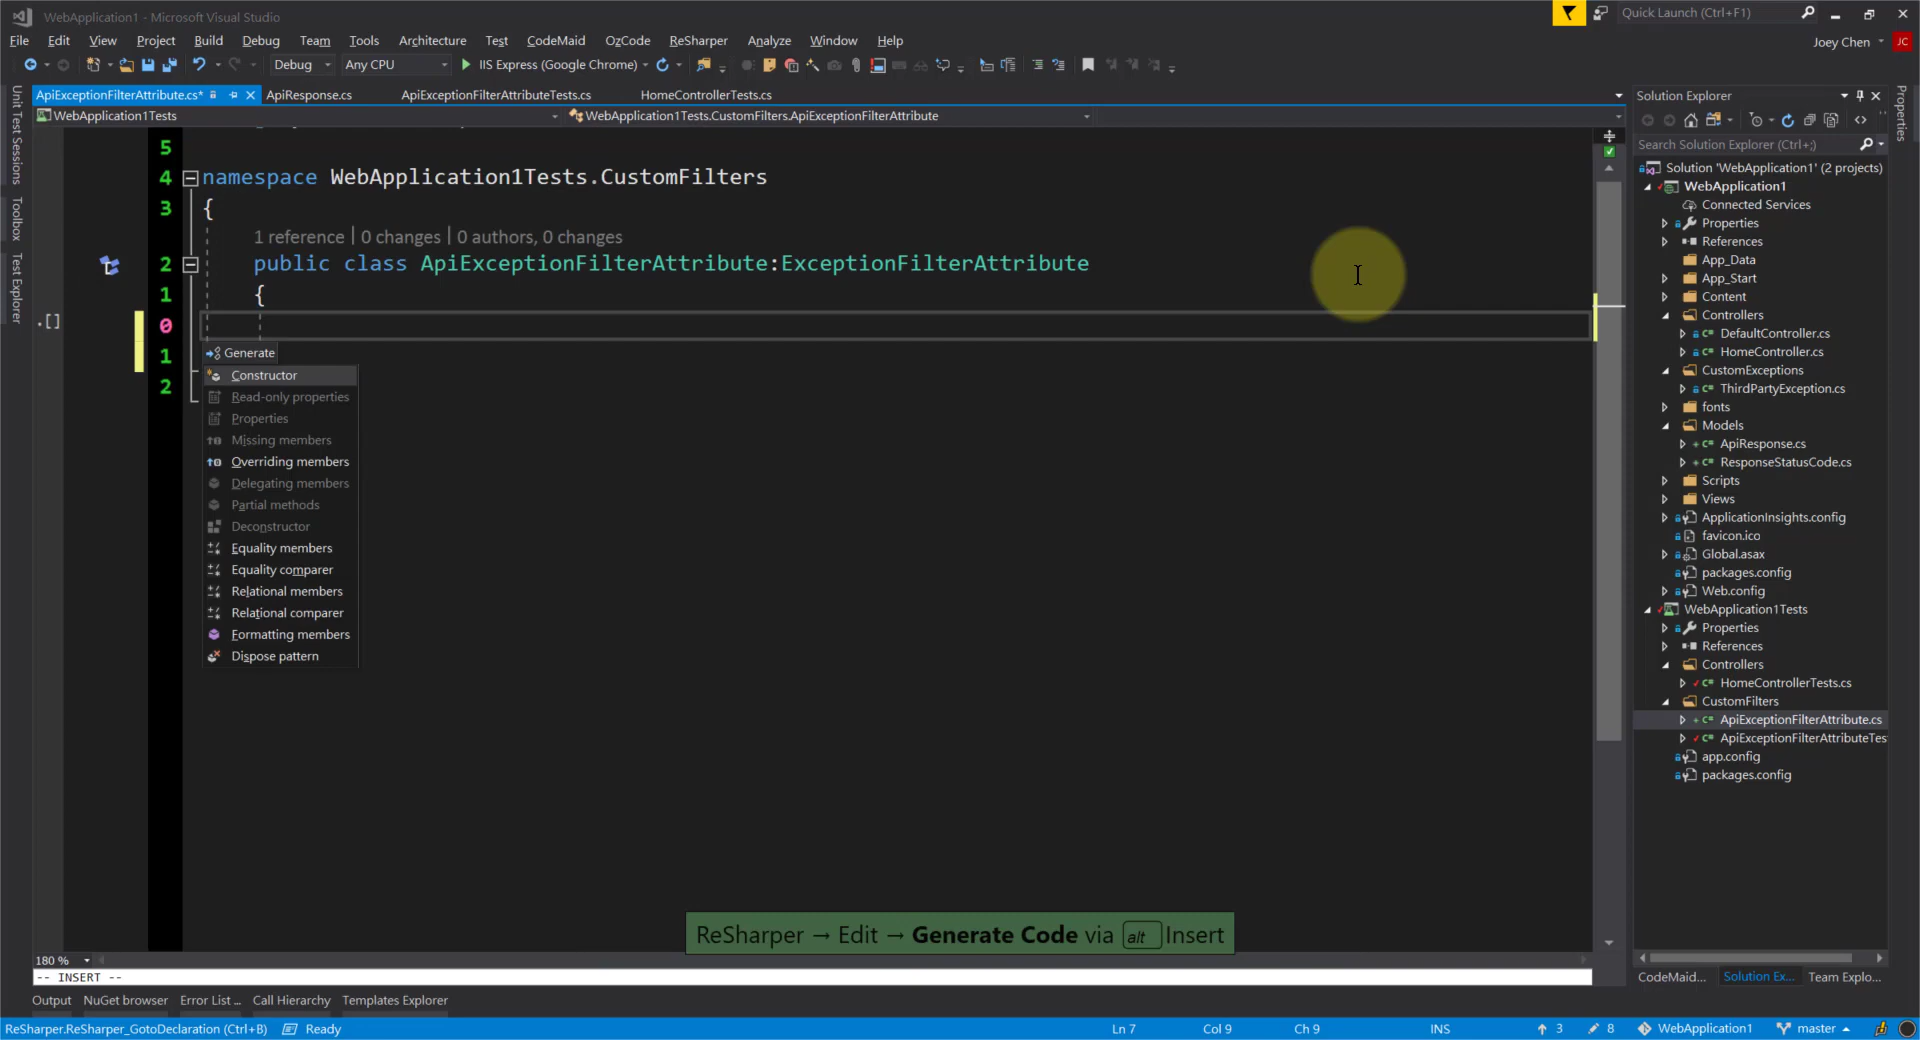 WebApplication1 - Microsoft Visual Studio
Quick Launch (Ctrl+F1)
File Edit View Project Build Debug Team Tools Architecture Test CodeMaid OzCode ReSharper Analyze Window Help
Joey Chen JC
Debug Any CPU IIS Express (Google Chrome)
ApiExceptionFilterAttribute.cs* ApiResponse.cs ApiExceptionFilterAttributeTests.cs HomeControllerTests.cs
WebApplication1Tests WebApplication1Tests.CustomFilters.ApiExceptionFilterAttribute
Unit Test Sessions
Toolbox
Test Explorer
5
4 namespace WebApplication1Tests.CustomFilters
3 {
1 reference | 0 changes | 0 authors, 0 changes
2 public class ApiExceptionFilterAttribute:ExceptionFilterAttribute
1 {
0
1
2
Generate
Constructor
Read-only properties
Properties
Missing members
Overriding members
Delegating members
Partial methods
Deconstructor
Equality members
Equality comparer
Relational members
Relational comparer
Formatting members
Dispose pattern
ReSharper → Edit → Generate Code via alt Insert
180 %
-- INSERT --
Solution Explorer
Properties
Search Solution Explorer (Ctrl+;)
Solution 'WebApplication1' (2 projects)
WebApplication1
Connected Services
Properties
References
App_Data
App_Start
Content
Controllers
DefaultController.cs
HomeController.cs
CustomExceptions
ThirdPartyException.cs
fonts
Models
ApiResponse.cs
ResponseStatusCode.cs
Scripts
Views
ApplicationInsights.config
favicon.ico
Global.asax
packages.config
Web.config
WebApplication1Tests
Properties
References
Controllers
HomeControllerTests.cs
CustomFilters
ApiExceptionFilterAttribute.cs
ApiExceptionFilterAttributeTes
app.config
packages.config
CodeMaid... Solution Ex... Team Explo...
Output NuGet browser Error List ... Call Hierarchy Templates Explorer
ReSharper.ReSharper_GotoDeclaration (Ctrl+B) Ready Ln 7 Col 9 Ch 9 INS 3 8 WebApplication1 master